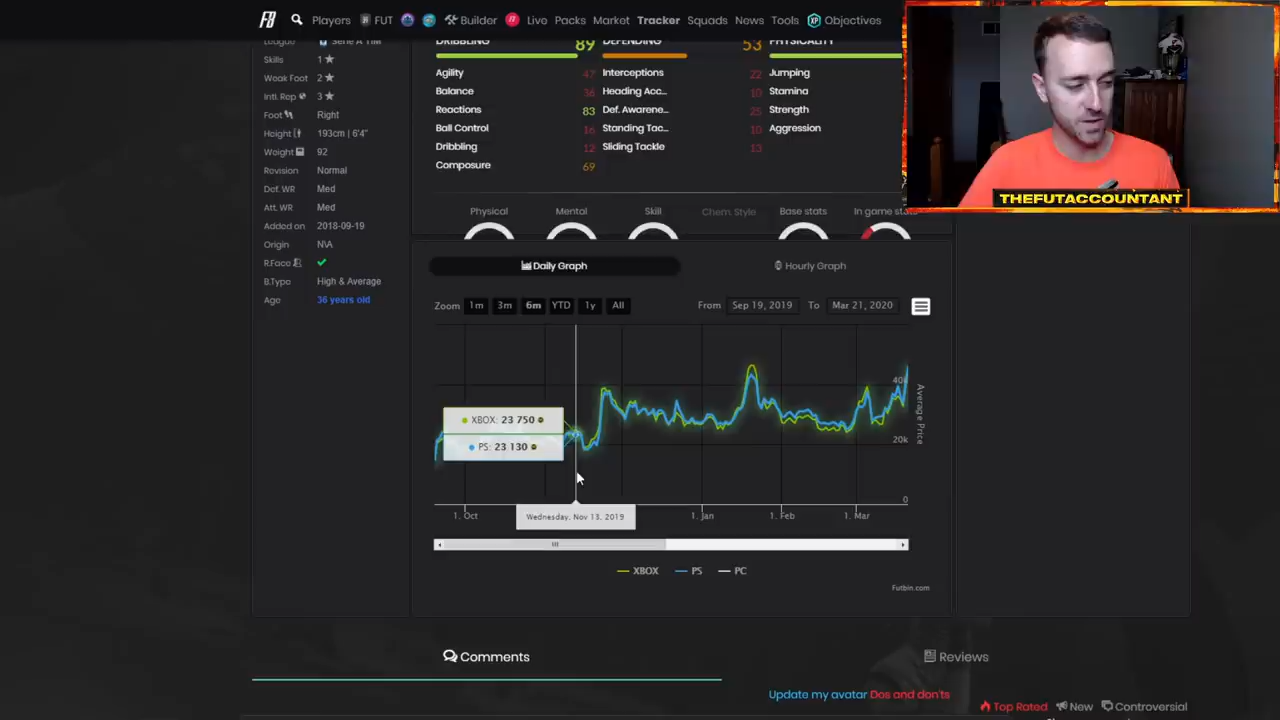 Players FUT Builder Live Packs Market Tracker Squads News Tools XP Objectives
THEFUTACCOUNTANT
League Serie A TIM
Skills 1★
Weak Foot 2★
Intl. Rep 3★
Foot Right
Height 193cm | 6'4"
Weight 92
Revision Normal
Def. WR Med
Att. WR Med
Added on 2018-09-19
Origin N\A
R.Face
B.Type High & Average
Age 36 years old
DRIBBLING 89 DEFENDING 53 PHYSICALITY
Agility 47 Interceptions 22 Jumping
Balance 36 Heading Acc... 10 Stamina
Reactions 83 Def. Awarene... 25 Strength
Ball Control 16 Standing Tac... 10 Aggression
Dribbling 12 Sliding Tackle 13
Composure 69
Physical Mental Skill Chem. Style Base stats In game stats
Daily Graph Hourly Graph
Zoom 1m 3m 6m YTD 1y All From Sep 19, 2019 To Mar 21, 2020
40k
20k
0
Average Price
XBOX: 23 750
PS: 23 130
Wednesday, Nov 13, 2019
1. Oct 1. Jan 1. Feb 1. Mar
XBOX PS PC
Futbin.com
Comments Reviews
Update my avatar Dos and don'ts
Top Rated New Controversial